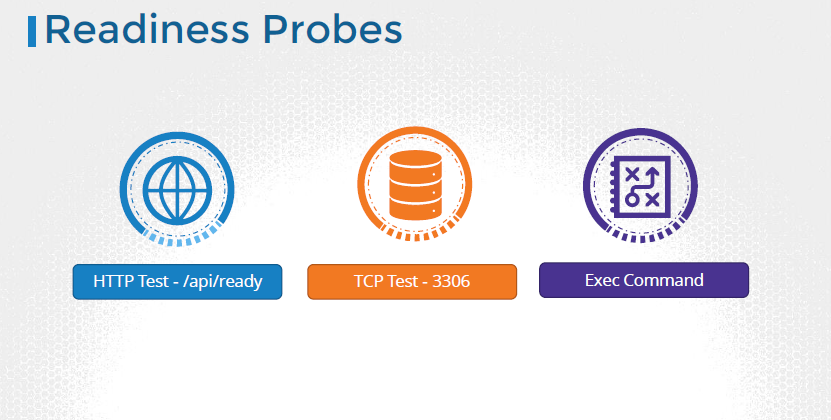 Readiness Probes
HTTP Test - /api/ready
TCP Test - 3306
Exec Command